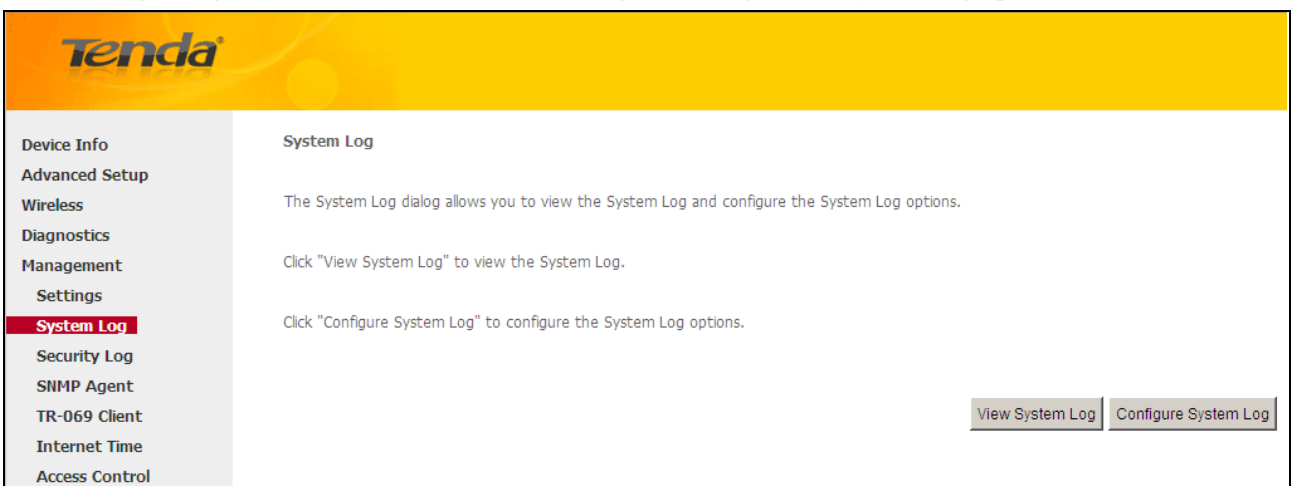 Tenda®
Device Info
Advanced Setup
Wireless
Diagnostics
Management
Settings
System Log
Security Log
SNMP Agent
TR-069 Client
Internet Time
Access Control
System Log
The System Log dialog allows you to view the System Log and configure the System Log options.
Click "View System Log" to view the System Log.
Click "Configure System Log" to configure the System Log options.
View System Log
Configure System Log